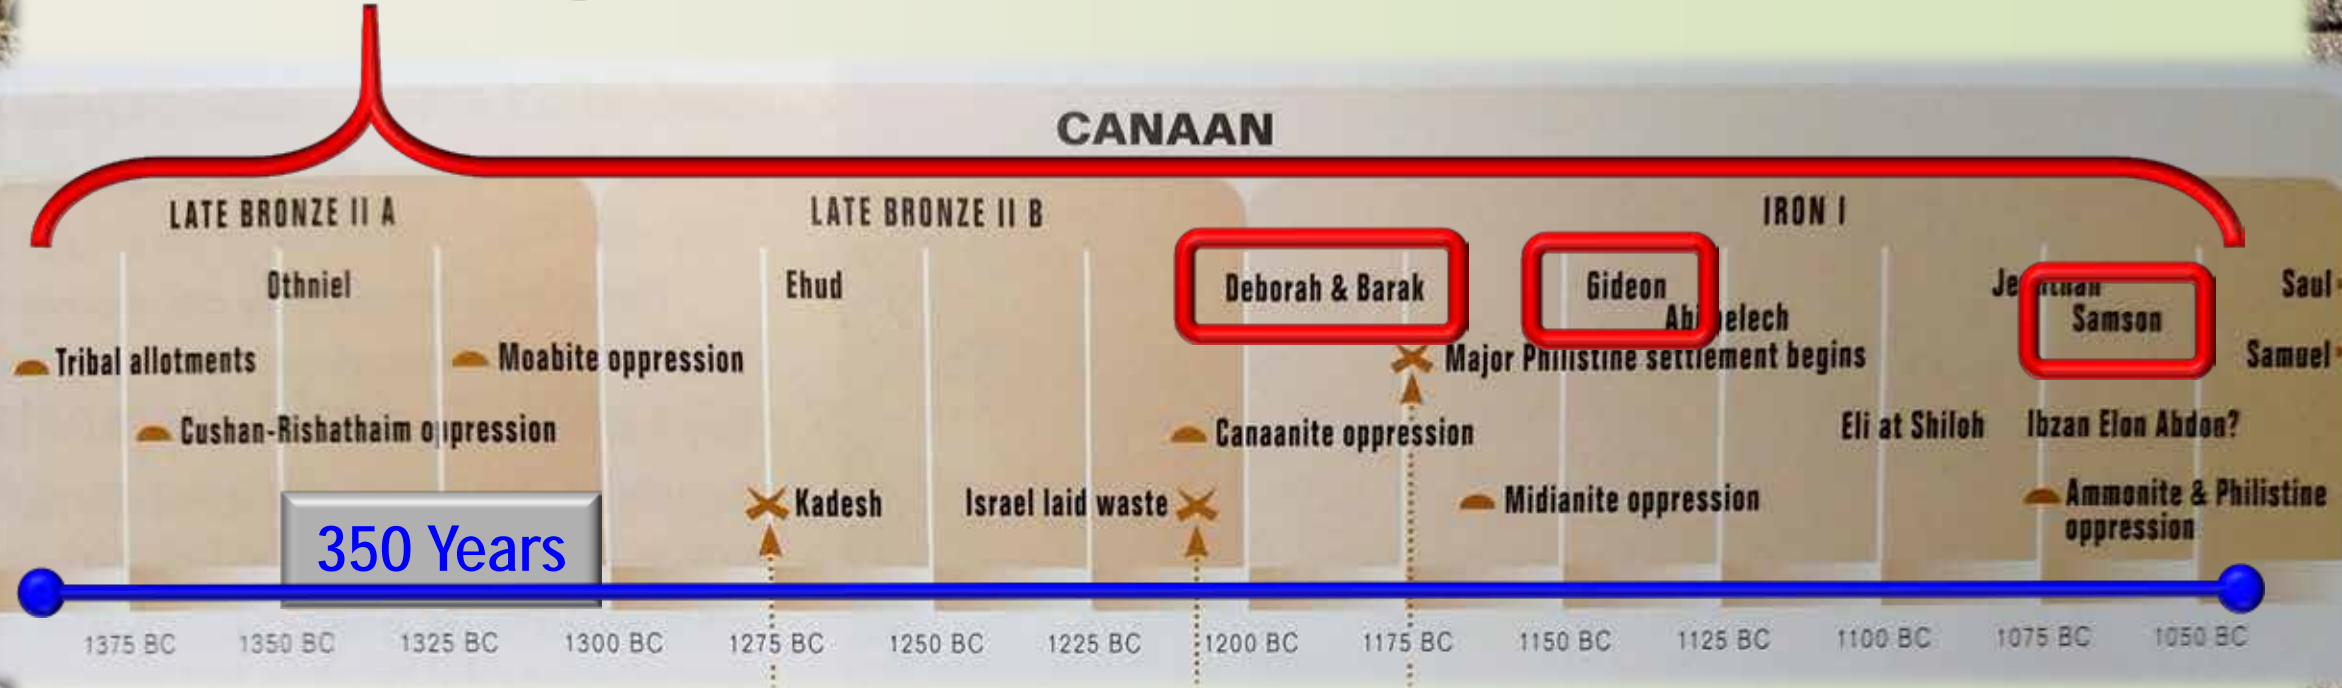 CANAAN
LATE BRONZE II A
LATE BRONZE II B
IRON I
Othniel
Ehud
Deborah & Barak
Gideon
Samson
Saul
Tribal allotments
Moabite oppression
Major Philistine settlement begins
Samuel
Cushan-Rishathaim oppression
Canaanite oppression
Eli at Shiloh
Ibzan Elon Abdon?
Kadesh
Israel laid waste
Midianite oppression
Ammonite & Philistine
oppression
350 Years
1375 BC
1350 BC
1325 BC
1300 BC
1275 BC
1250 BC
1225 BC
1200 BC
1175 BC
1150 BC
1125 BC
1100 BC
1075 BC
1050 BC